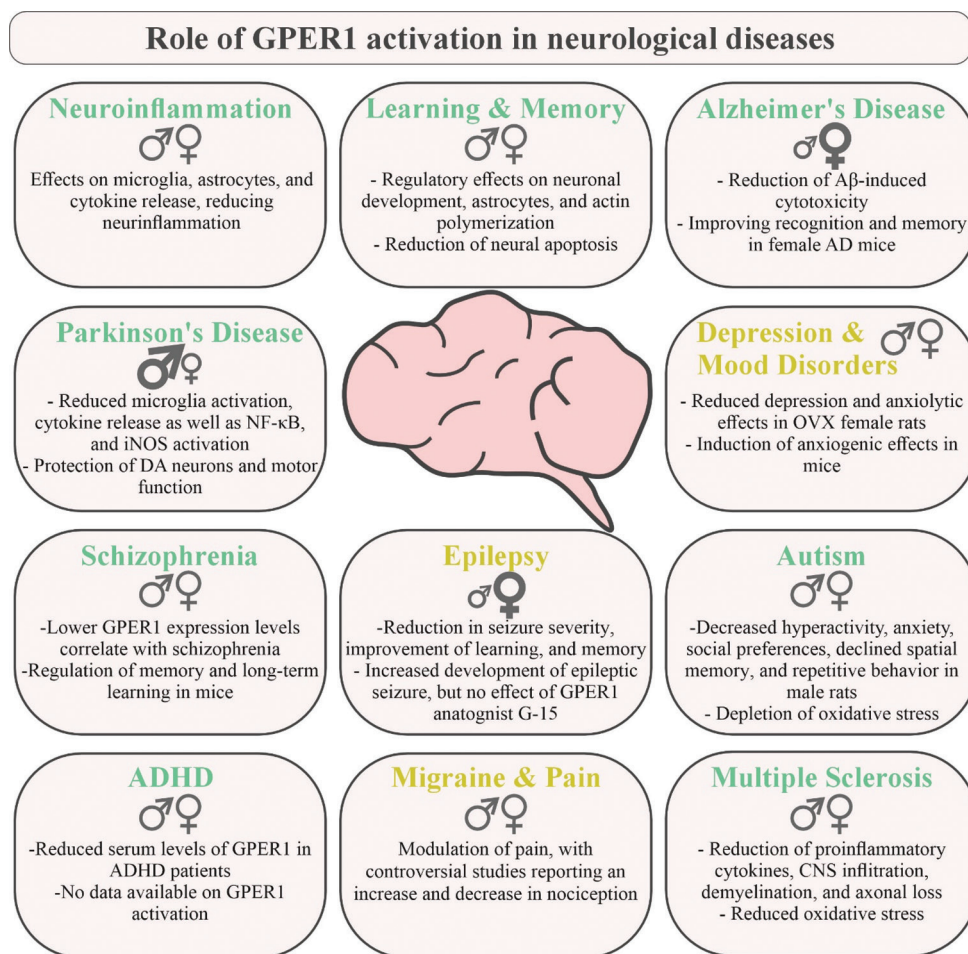 Role of GPER1 activation in neurological diseases
Neuroinflammation
Effects on microglia, astrocytes, and
cytokine release, reducing
neurinflammation
Learning & Memory
- Regulatory effects on neuronal
development, astrocytes, and actin
polymerization
- Reduction of neural apoptosis
Alzheimer's Disease
- Reduction of Aβ-induced
cytotoxicity
- Improving recognition and memory
in female AD mice
Parkinson's Disease
- Reduced microglia activation,
cytokine release as well as NF-κB,
and iNOS activation
- Protection of DA neurons and motor
function
Depression &
Mood Disorders
- Reduced depression and anxiolytic
effects in OVX female rats
- Induction of anxiogenic effects in
mice
Schizophrenia
-Lower GPER1 expression levels
correlate with schizophrenia
-Regulation of memory and long-term
learning in mice
Epilepsy
-Reduction in seizure severity,
improvement of learning, and memory
- Increased development of epileptic
seizure, but no effect of GPER1
anatognist G-15
Autism
-Decreased hyperactivity, anxiety,
social preferences, declined spatial
memory, and repetitive behavior in
male rats
- Depletion of oxidative stress
ADHD
-Reduced serum levels of GPER1 in
ADHD patients
-No data available on GPER1
activation
Migraine & Pain
Modulation of pain, with
controversial studies reporting an
increase and decrease in nociception
Multiple Sclerosis
- Reduction of proinflammatory
cytokines, CNS inflitration,
demyelination, and axonal loss
- Reduced oxidative stress